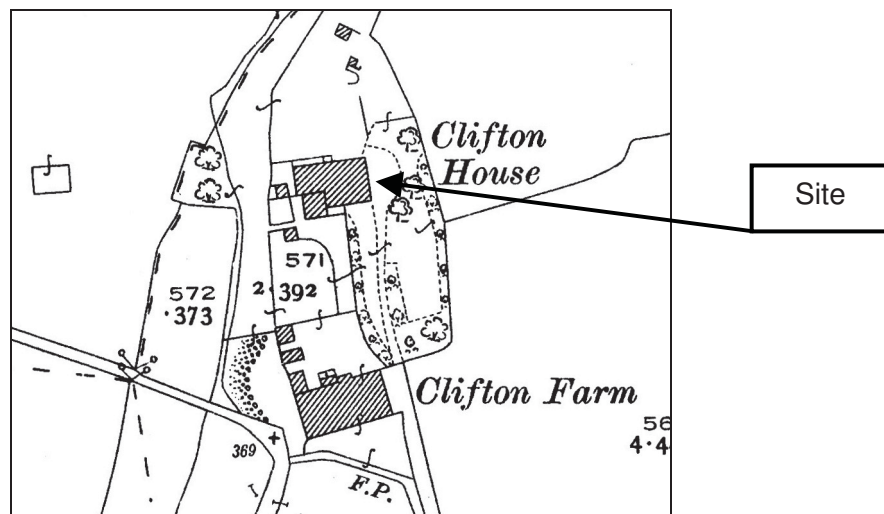 Clifton
House
Site
571
2·392
572
·373
Clifton Farm
56
4·4
369
F.P.